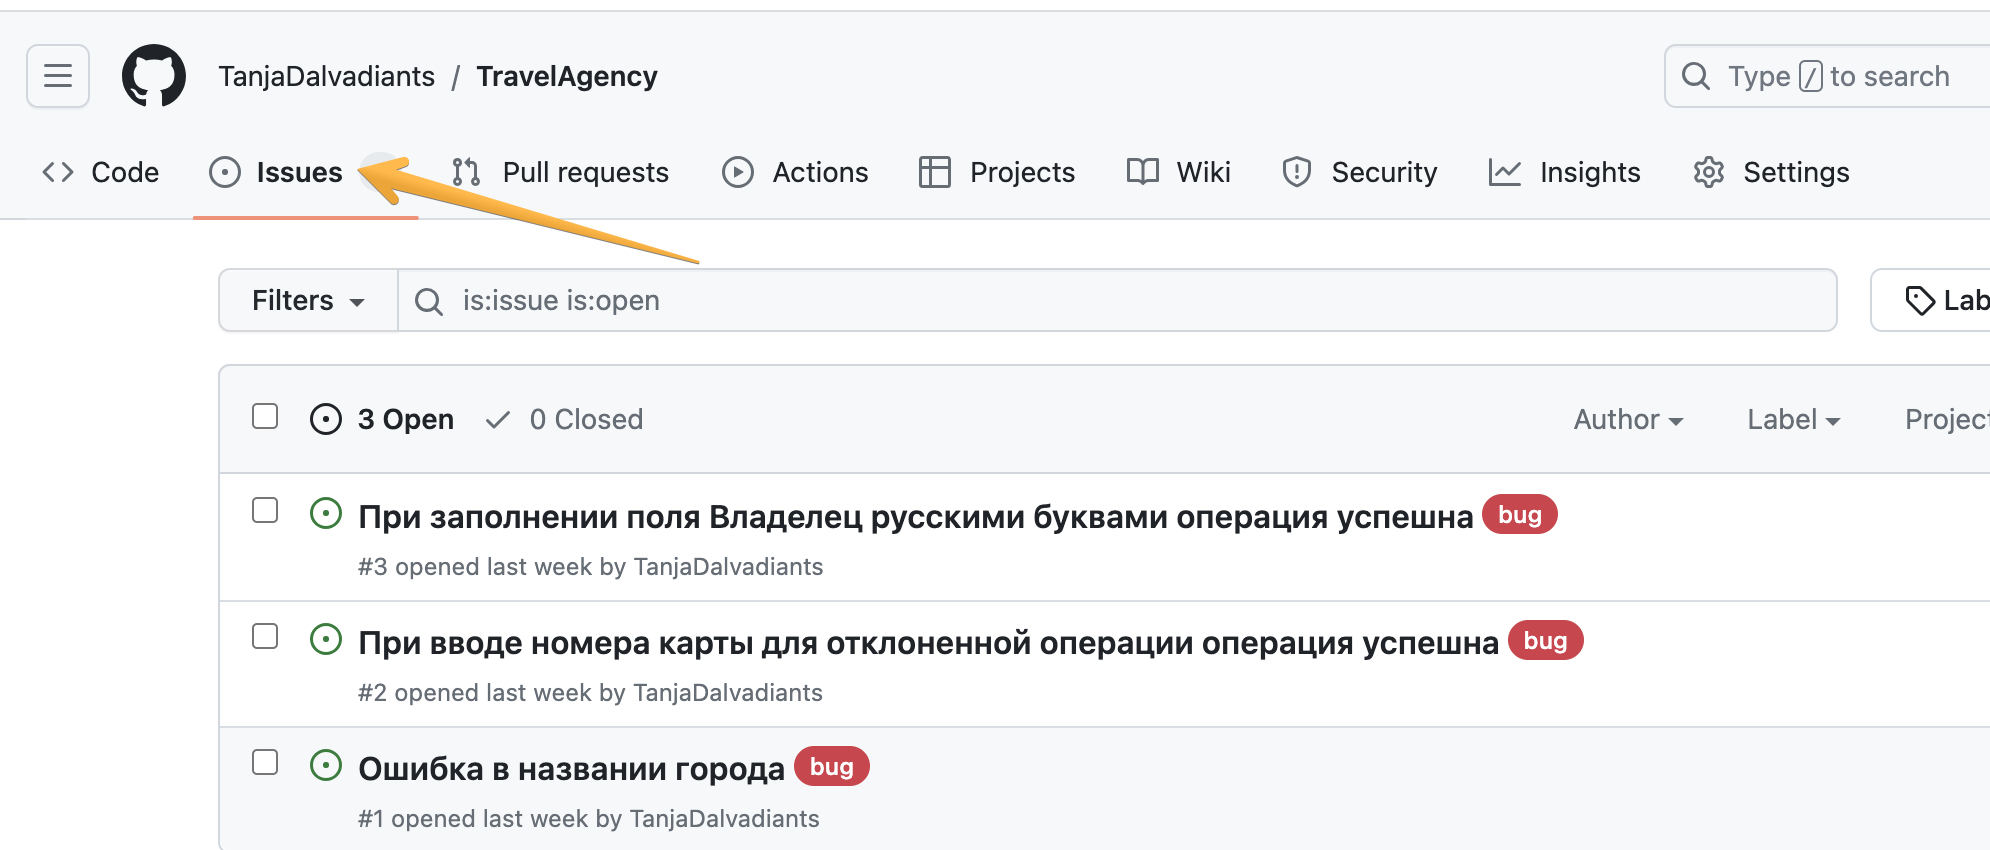 TanjaDalvadiants / TravelAgency
Type / to search
Code Issues Pull requests Actions Projects Wiki Security Insights Settings
Filters is:issue is:open
3 Open 0 Closed Author Label
При заполнении поля Владелец русскими буквами операция успешна bug
#3 opened last week by TanjaDalvadiants
При вводе номера карты для отклоненной операции операция успешна bug
#2 opened last week by TanjaDalvadiants
Ошибка в названии города bug
#1 opened last week by TanjaDalvadiants